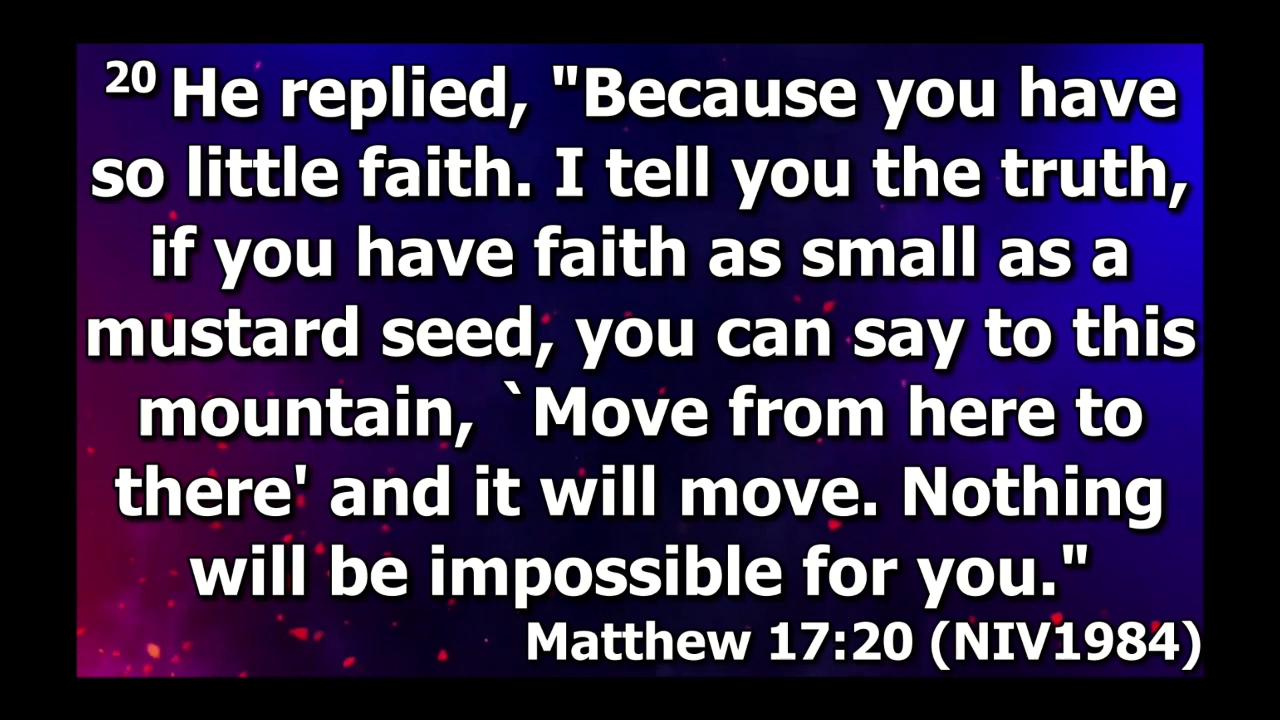 20 He replied, "Because you have
so little faith. I tell you the truth,
if you have faith as small as a
mustard seed, you can say to this
mountain, `Move from here to
there' and it will move. Nothing
will be impossible for you."
Matthew 17:20 (NIV1984)